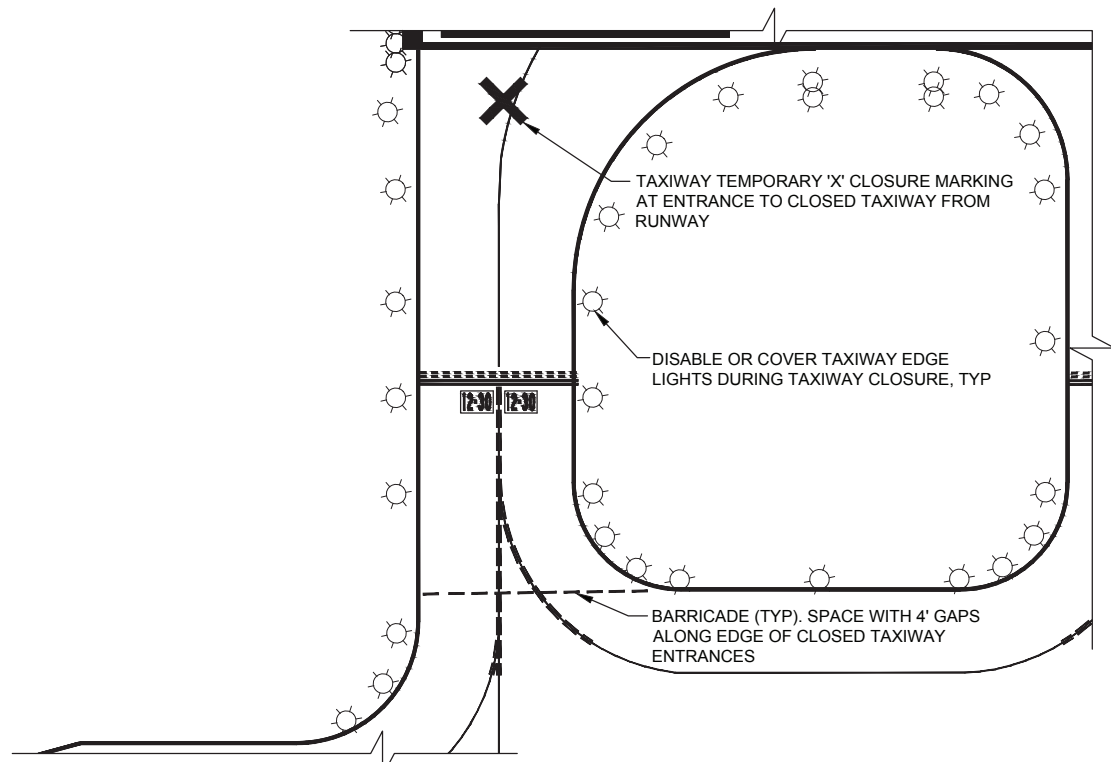 TAXIWAY TEMPORARY 'X' CLOSURE MARKING
AT ENTRANCE TO CLOSED TAXIWAY FROM
RUNWAY
DISABLE OR COVER TAXIWAY EDGE
LIGHTS DURING TAXIWAY CLOSURE, TYP
12-30 12-30
BARRICADE (TYP). SPACE WITH 4' GAPS
ALONG EDGE OF CLOSED TAXIWAY
ENTRANCES